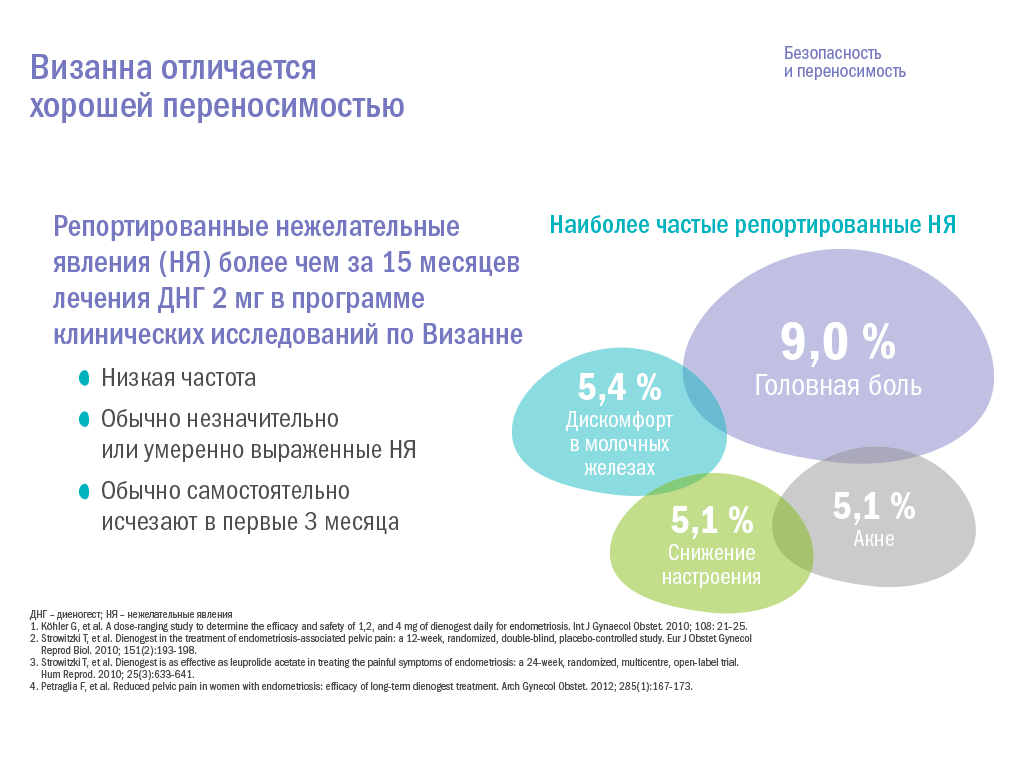 Визанна отличается
хорошей переносимостью
Безопасность
и переносимость
Репортированные нежелательные
явления (НЯ) более чем за 15 месяцев
лечения ДНГ 2 мг в программе
клинических исследований по Визанне
Низкая частота
Обычно незначительно
или умеренно выраженные НЯ
Обычно самостоятельно
исчезают в первые 3 месяца
Наиболее частые репортированные НЯ
9,0 %
Головная боль
5,4 %
Дискомфорт
в молочных
железах
5,1 %
Снижение
настроения
5,1 %
Акне
ДНГ – диеногест; НЯ – нежелательные явления
1. Köhler G, et al. A dose-ranging study to determine the efficacy and safety of 1,2, and 4 mg of dienogest daily for endometriosis. Int J Gynaecol Obstet. 2010; 108: 21–25.
2. Strowitzki T, et al. Dienogest in the treatment of endometriosis-associated pelvic pain: a 12-week, randomized, double-blind, placebo-controlled study. Eur J Obstet Gynecol
Reprod Biol. 2010; 151(2):193-198.
3. Strowitzki T, et al. Dienogest is as effective as leuprolide acetate in treating the painful symptoms of endometriosis: a 24-week, randomized, multicentre, open-label trial.
Hum Reprod. 2010; 25(3):633-641.
4. Petraglia F, et al. Reduced pelvic pain in women with endometriosis: efficacy of long-term dienogest treatment. Arch Gynecol Obstet. 2012; 285(1):167-173.